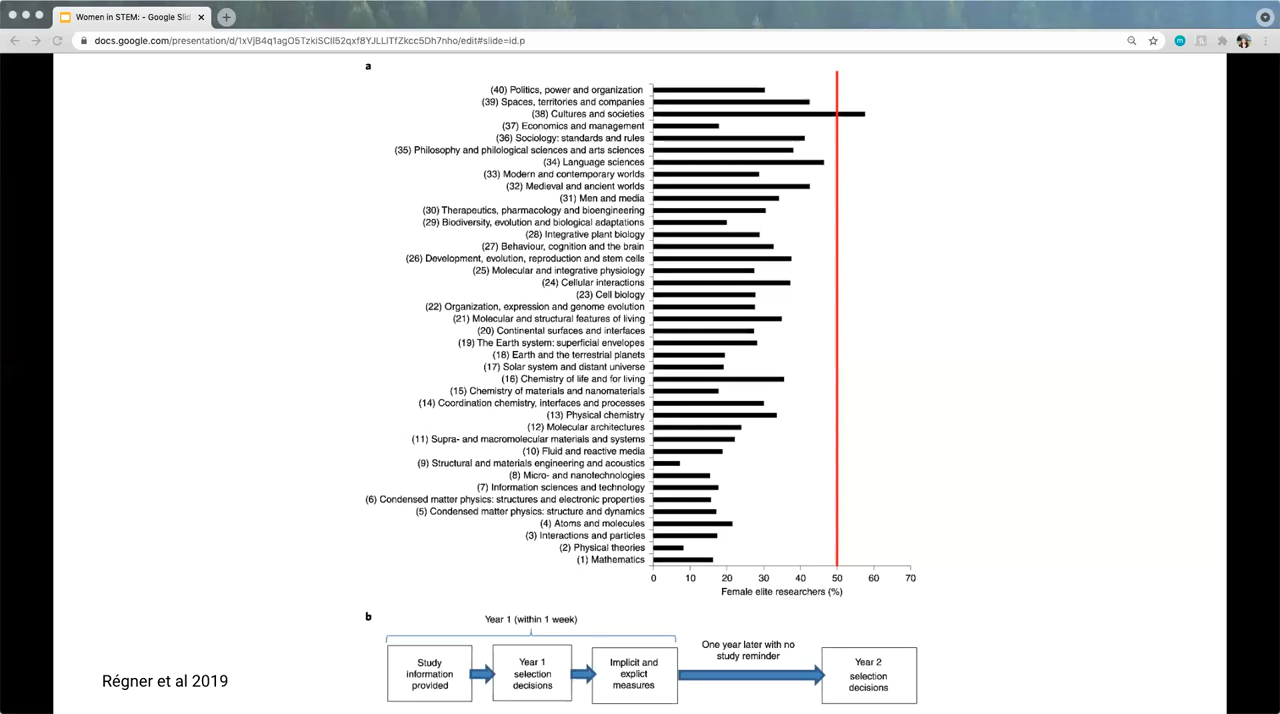 Women in STEM: - Google Slid
docs.google.com/presentation/d/1xVjB4q1agO5TzkiSCIl52qxf8YJLLlTfZkcc5Dh7nho/edit#slide=id.p
a
(40) Politics, power and organization
(39) Spaces, territories and companies
(38) Cultures and societies
(37) Economics and management
(36) Sociology: standards and rules
(35) Philosophy and philological sciences and arts sciences
(34) Language sciences
(33) Modern and contemporary worlds
(32) Medieval and ancient worlds
(31) Men and media
(30) Therapeutics, pharmacology and bioengineering
(29) Biodiversity, evolution and biological adaptations
(28) Integrative plant biology
(27) Behaviour, cognition and the brain
(26) Development, evolution, reproduction and stem cells
(25) Molecular and integrative physiology
(24) Cellular interactions
(23) Cell biology
(22) Organization, expression and genome evolution
(21) Molecular and structural features of living
(20) Continental surfaces and interfaces
(19) The Earth system: superficial envelopes
(18) Earth and the terrestrial planets
(17) Solar system and distant universe
(16) Chemistry of life and for living
(15) Chemistry of materials and nanomaterials
(14) Coordination chemistry, interfaces and processes
(13) Physical chemistry
(12) Molecular architectures
(11) Supra- and macromolecular materials and systems
(10) Fluid and reactive media
(9) Structural and materials engineering and acoustics
(8) Micro- and nanotechnologies
(7) Information sciences and technology
(6) Condensed matter physics: structures and electronic properties
(5) Condensed matter physics: structure and dynamics
(4) Atoms and molecules
(3) Interactions and particles
(2) Physical theories
(1) Mathematics
0 10 20 30 40 50 60 70
Female elite researchers (%)
b
Year 1 (within 1 week)
Study
information
provided
Year 1
selection
decisions
Implicit and
explicit
measures
One year later with no
study reminder
Year 2
selection
decisions
Régner et al 2019